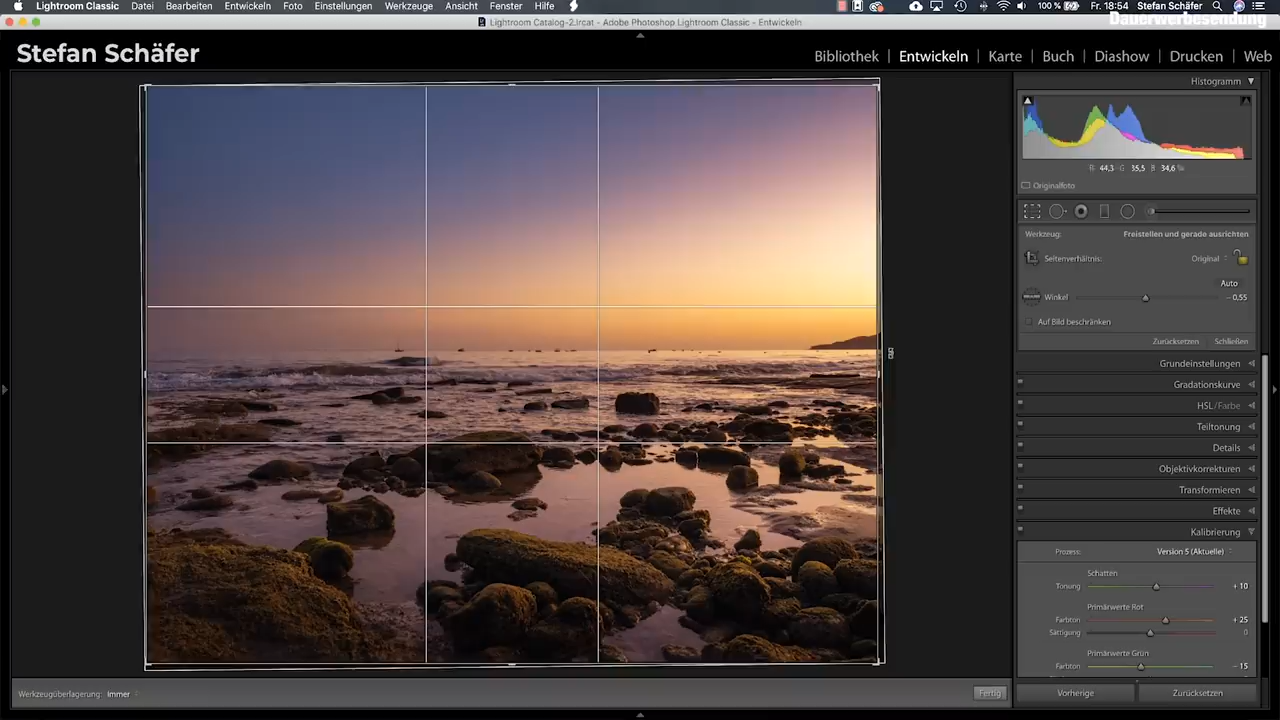 Lightroom Classic Datei Bearbeiten Entwickeln Foto Einstellungen Werkzeuge Ansicht Fenster Hilfe 100 % Fr. 18:54 Stefan Schäfer
Dauerwerbesendung
Lightroom Catalog-2.lrcat - Adobe Photoshop Lightroom Classic - Entwickeln
Stefan Schäfer
Bibliothek | Entwickeln | Karte | Buch | Diashow | Drucken | Web
Histogramm
R 44,3 G 35,5 B 34,6 %
Originalfoto
Werkzeug: Freistellen und gerade ausrichten
Seitenverhältnis: Original
Auto
Winkel - 0,55
Auf Bild beschränken
Zurücksetzen Schließen
Grundeinstellungen
Gradationskurve
HSL / Farbe
Teiltonung
Details
Objektivkorrekturen
Transformieren
Effekte
Kalibrierung
Prozess: Version 5 (Aktuelle)
Schatten
Tonung + 10
Primärwerte Rot
Farbton + 25
Sättigung 0
Primärwerte Grün
Farbton - 15
Werkzeugüberlagerung: Immer
Fertig
Vorherige Zurücksetzen